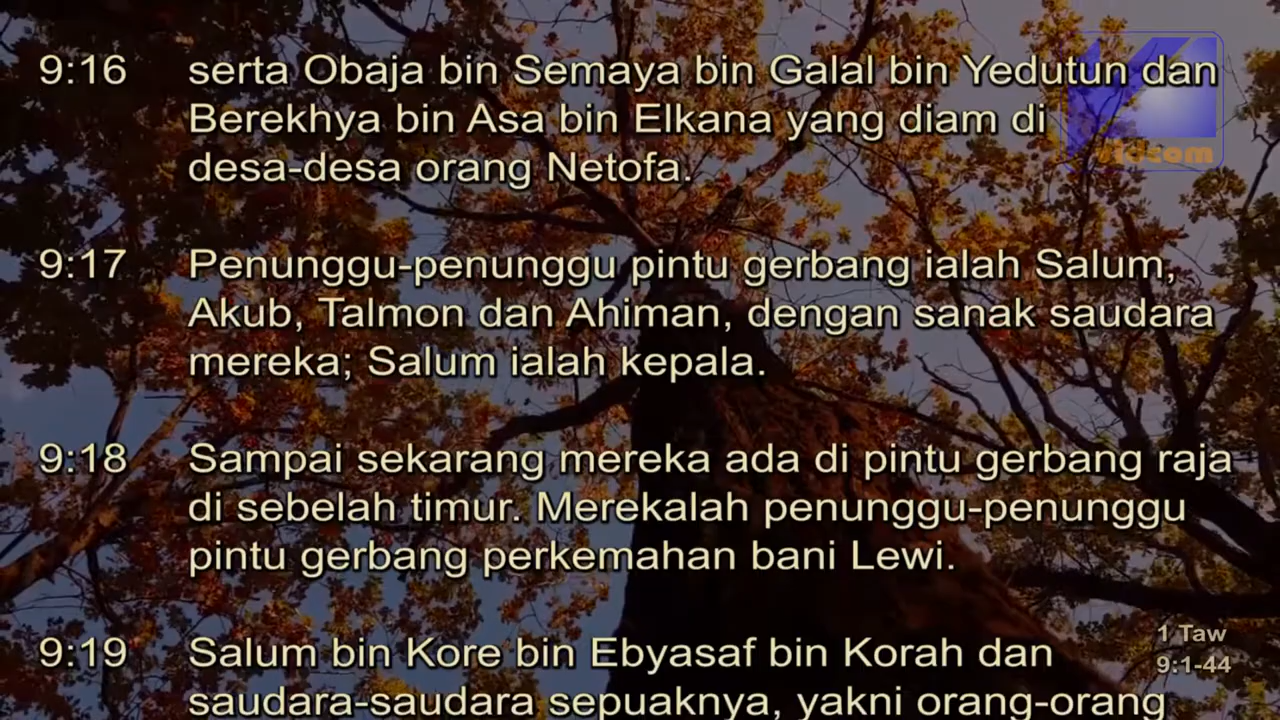 9:16 serta Obaja bin Semaya bin Galal bin Yedutun dan
Berekhya bin Asa bin Elkana yang diam di
desa-desa orang Netofa.
9:17 Penunggu-penunggu pintu gerbang ialah Salum,
Akub, Talmon dan Ahiman, dengan sanak saudara
mereka; Salum ialah kepala.
9:18 Sampai sekarang mereka ada di pintu gerbang raja
di sebelah timur. Merekalah penunggu-penunggu
pintu gerbang perkemahan bani Lewi.
9:19 Salum bin Kore bin Ebyasaf bin Korah dan
saudara-saudara sepuaknya, yakni orang-orang
1 Taw
9:1-44